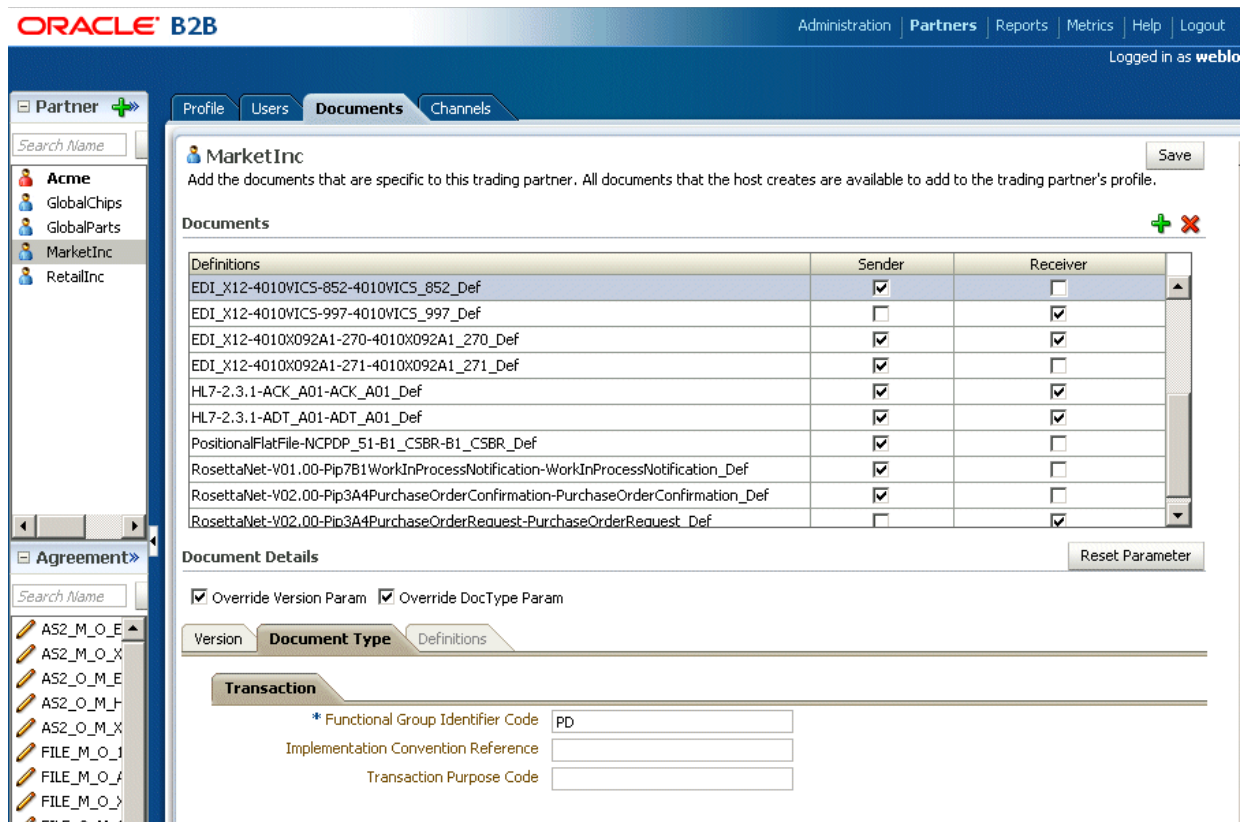 ORACLE B2B
Administration Partners Reports Metrics Help Logout
Logged in as weblo
Partner
Search Name
Acme
GlobalChips
GlobalParts
MarketInc
RetailInc
Agreement
Search Name
AS2_M_O_E
AS2_M_O_X
AS2_O_M_E
AS2_O_M_H
AS2_O_M_X
FILE_M_O_1
FILE_M_O_A
FILE_M_O_X
Profile Users Documents Channels
MarketInc Save
Add the documents that are specific to this trading partner. All documents that the host creates are available to add to the trading partner's profile.
Documents
Definitions Sender Receiver
EDI_X12-4010VICS-852-4010VICS_852_Def
EDI_X12-4010VICS-997-4010VICS_997_Def
EDI_X12-4010X092A1-270-4010X092A1_270_Def
EDI_X12-4010X092A1-271-4010X092A1_271_Def
HL7-2.3.1-ACK_A01-ACK_A01_Def
HL7-2.3.1-ADT_A01-ADT_A01_Def
PositionalFlatFile-NCPDP_51-B1_CSBR-B1_CSBR_Def
RosettaNet-V01.00-Pip7B1WorkInProcessNotification-WorkInProcessNotification_Def
RosettaNet-V02.00-Pip3A4PurchaseOrderConfirmation-PurchaseOrderConfirmation_Def
RosettaNet-V02.00-Pip3A4PurchaseOrderRequest-PurchaseOrderRequest_Def
Document Details Reset Parameter
Override Version Param Override DocType Param
Version Document Type Definitions
Transaction
* Functional Group Identifier Code PD
Implementation Convention Reference
Transaction Purpose Code